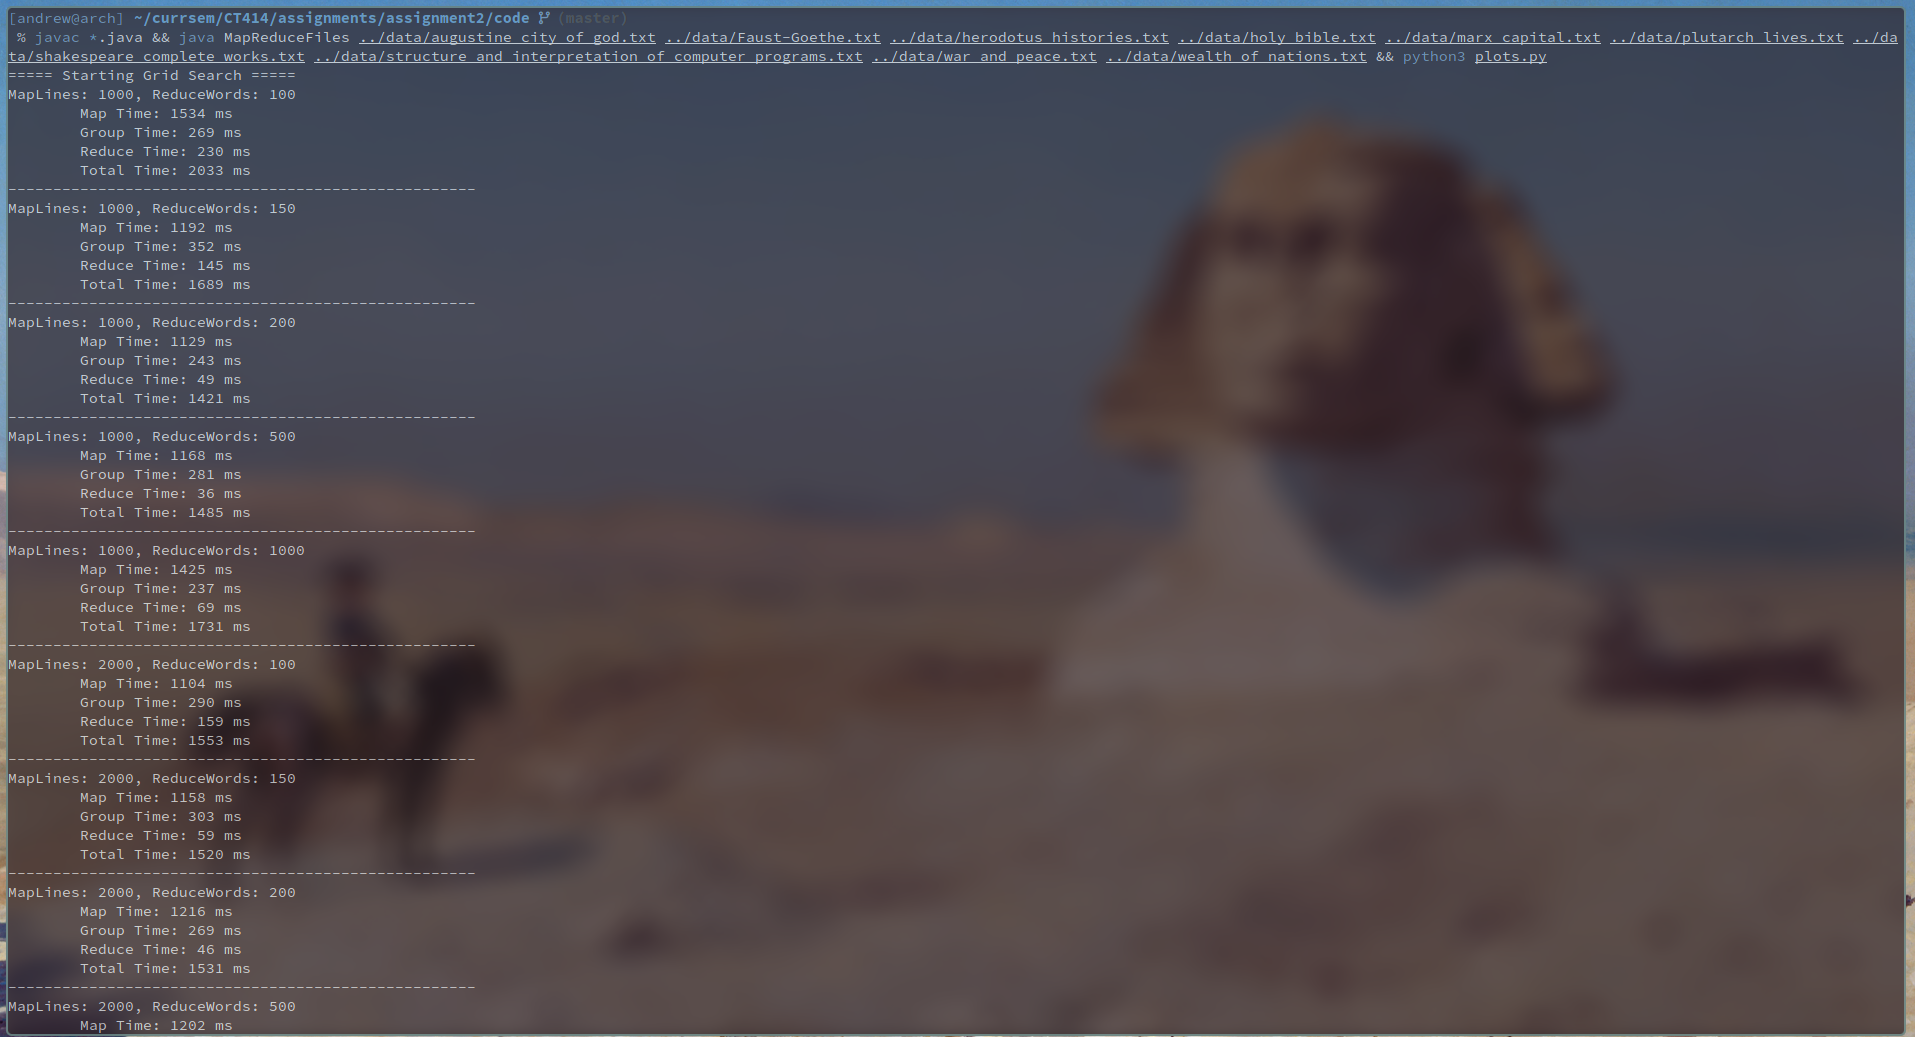 [andrew@arch] ~/currsem/CT414/assignments/assignment2/code (master)
% javac *.java && java MapReduceFiles ../data/augustine_city_of_god.txt ../data/Faust-Goethe.txt ../data/herodotus_histories.txt ../data/holy_bible.txt ../data/marx_capital.txt ../data/plutarch_lives.txt ../da
ta/shakespeare_complete_works.txt ../data/structure_and_interpretation_of_computer_programs.txt ../data/war_and_peace.txt ../data/wealth_of_nations.txt && python3 plots.py
===== Starting Grid Search =====
MapLines: 1000, ReduceWords: 100
Map Time: 1534 ms
Group Time: 269 ms
Reduce Time: 230 ms
Total Time: 2033 ms
----------------------------------------------------
MapLines: 1000, ReduceWords: 150
Map Time: 1192 ms
Group Time: 352 ms
Reduce Time: 145 ms
Total Time: 1689 ms
----------------------------------------------------
MapLines: 1000, ReduceWords: 200
Map Time: 1129 ms
Group Time: 243 ms
Reduce Time: 49 ms
Total Time: 1421 ms
----------------------------------------------------
MapLines: 1000, ReduceWords: 500
Map Time: 1168 ms
Group Time: 281 ms
Reduce Time: 36 ms
Total Time: 1485 ms
----------------------------------------------------
MapLines: 1000, ReduceWords: 1000
Map Time: 1425 ms
Group Time: 237 ms
Reduce Time: 69 ms
Total Time: 1731 ms
----------------------------------------------------
MapLines: 2000, ReduceWords: 100
Map Time: 1104 ms
Group Time: 290 ms
Reduce Time: 159 ms
Total Time: 1553 ms
----------------------------------------------------
MapLines: 2000, ReduceWords: 150
Map Time: 1158 ms
Group Time: 303 ms
Reduce Time: 59 ms
Total Time: 1520 ms
----------------------------------------------------
MapLines: 2000, ReduceWords: 200
Map Time: 1216 ms
Group Time: 269 ms
Reduce Time: 46 ms
Total Time: 1531 ms
----------------------------------------------------
MapLines: 2000, ReduceWords: 500
Map Time: 1202 ms